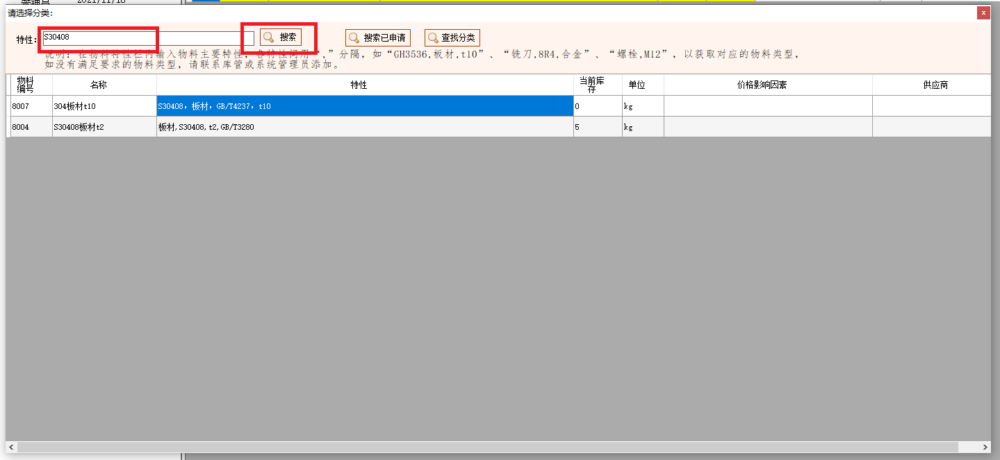 管理员 2021/11/18
请选择分类:
特性: S30408 搜索 搜索已申请 查找分类
说明: 在物料特性栏内输入物料主要特性, 各特性间用“,”分隔, 如“GH3536,板材,t10”、“铣刀,8R4,合金”、“螺栓,M12”, 以获取对应的物料类型,
如没有满足要求的物料类型, 请联系库管或系统管理员添加。
物料编号 名称 特性 当前库存 单位 价格影响因素 供应商
8007 304板材t10 S30408, 板材, GB/T4237, t10 0 kg
8004 S30408板材t2 板材,S30408,t2,GB/T3280 5 kg